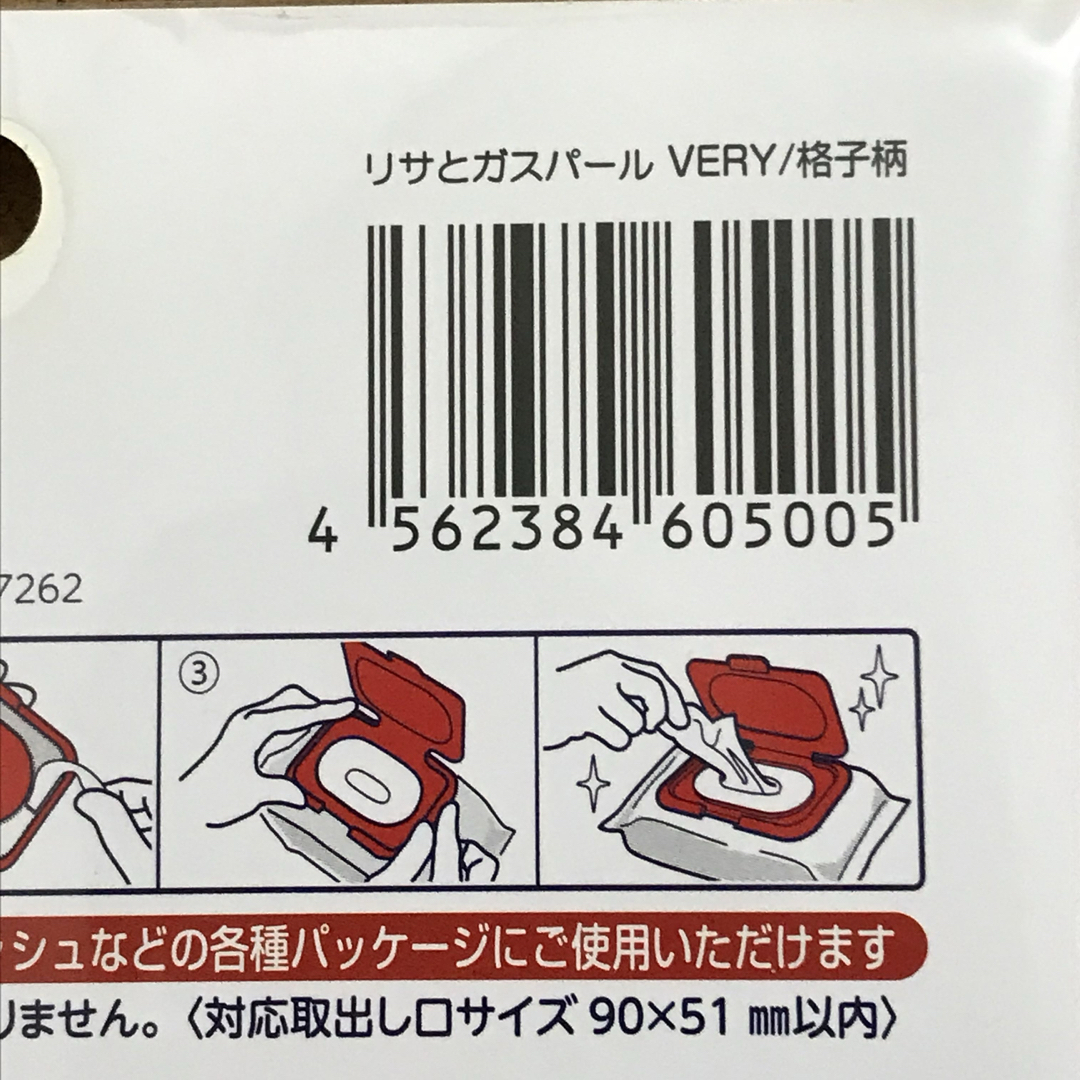 リサとガスパール VERY/格子柄
4 562384 605005
7262
③
シュなどの各種パッケージにご使用いただけます
りません。〈対応取出し口サイズ 90×51 mm以内〉